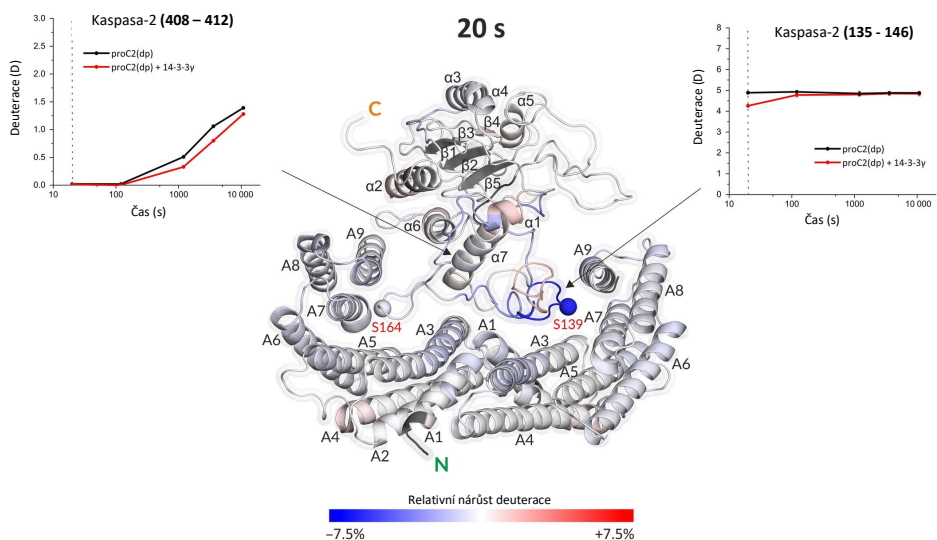 20 s
Kaspasa-2 (408 – 412)
3.0
2.5
2.0
1.5
1.0
0.5
0.0
Deuterace (D)
proC2(dp)
proC2(dp) + 14-3-3γ
10
100
1000
10 000
Čas (s)
Kaspasa-2 (135 - 146)
8
7
6
5
4
3
2
1
0
Deuterace (D)
proC2(dp)
proC2(dp) + 14-3-3γ
10
100
1000
10 000
Čas (s)
α3
α4
α5
C
β4
β3
β1
β2
α2
β5
α6
α1
α7
A9
A8
A7
S164
A6
A5
A3
A1
A4
A2
A1
N
A9
A8
S139
A7
A3
A5
A6
A4
Relativní nárůst deuterace
−7.5%
+7.5%